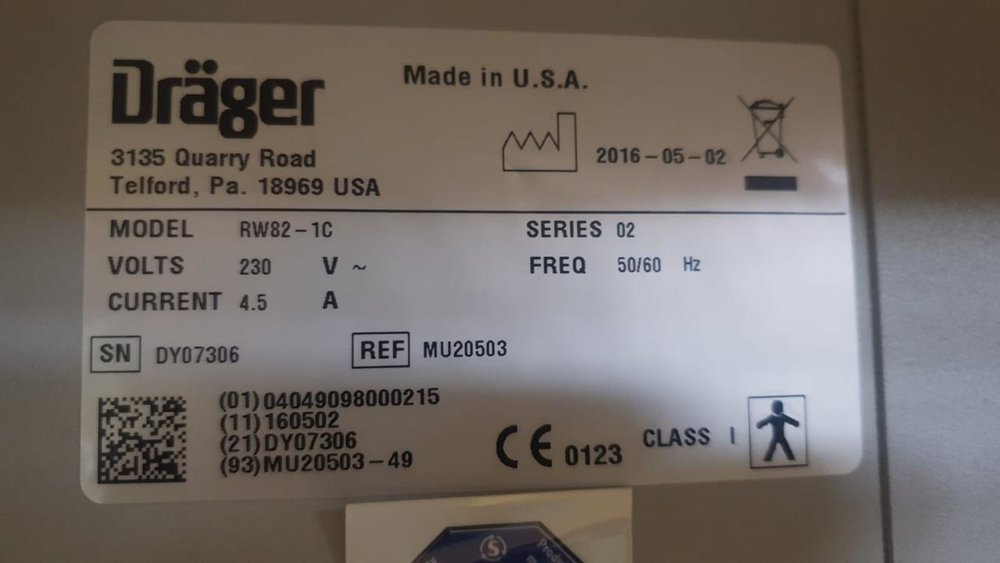 Dräger
Made in U.S.A.
3135 Quarry Road
Telford, Pa. 18969 USA
2016-05-02
MODEL RW82-1C SERIES 02
VOLTS 230 V ~ FREQ 50/60 Hz
CURRENT 4.5 A
SN DY07306 REF MU20503
(01)04049098000215
(11)160502
(21)DY07306
(93)MU20503-49
CE 0123 CLASS I
S